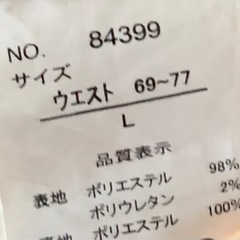 NO. 84399
サイズ
ウエスト 69~77
L
品質表示
表地 ポリエステル 98%
ポリウレタン 2%
ポリエステル 100%